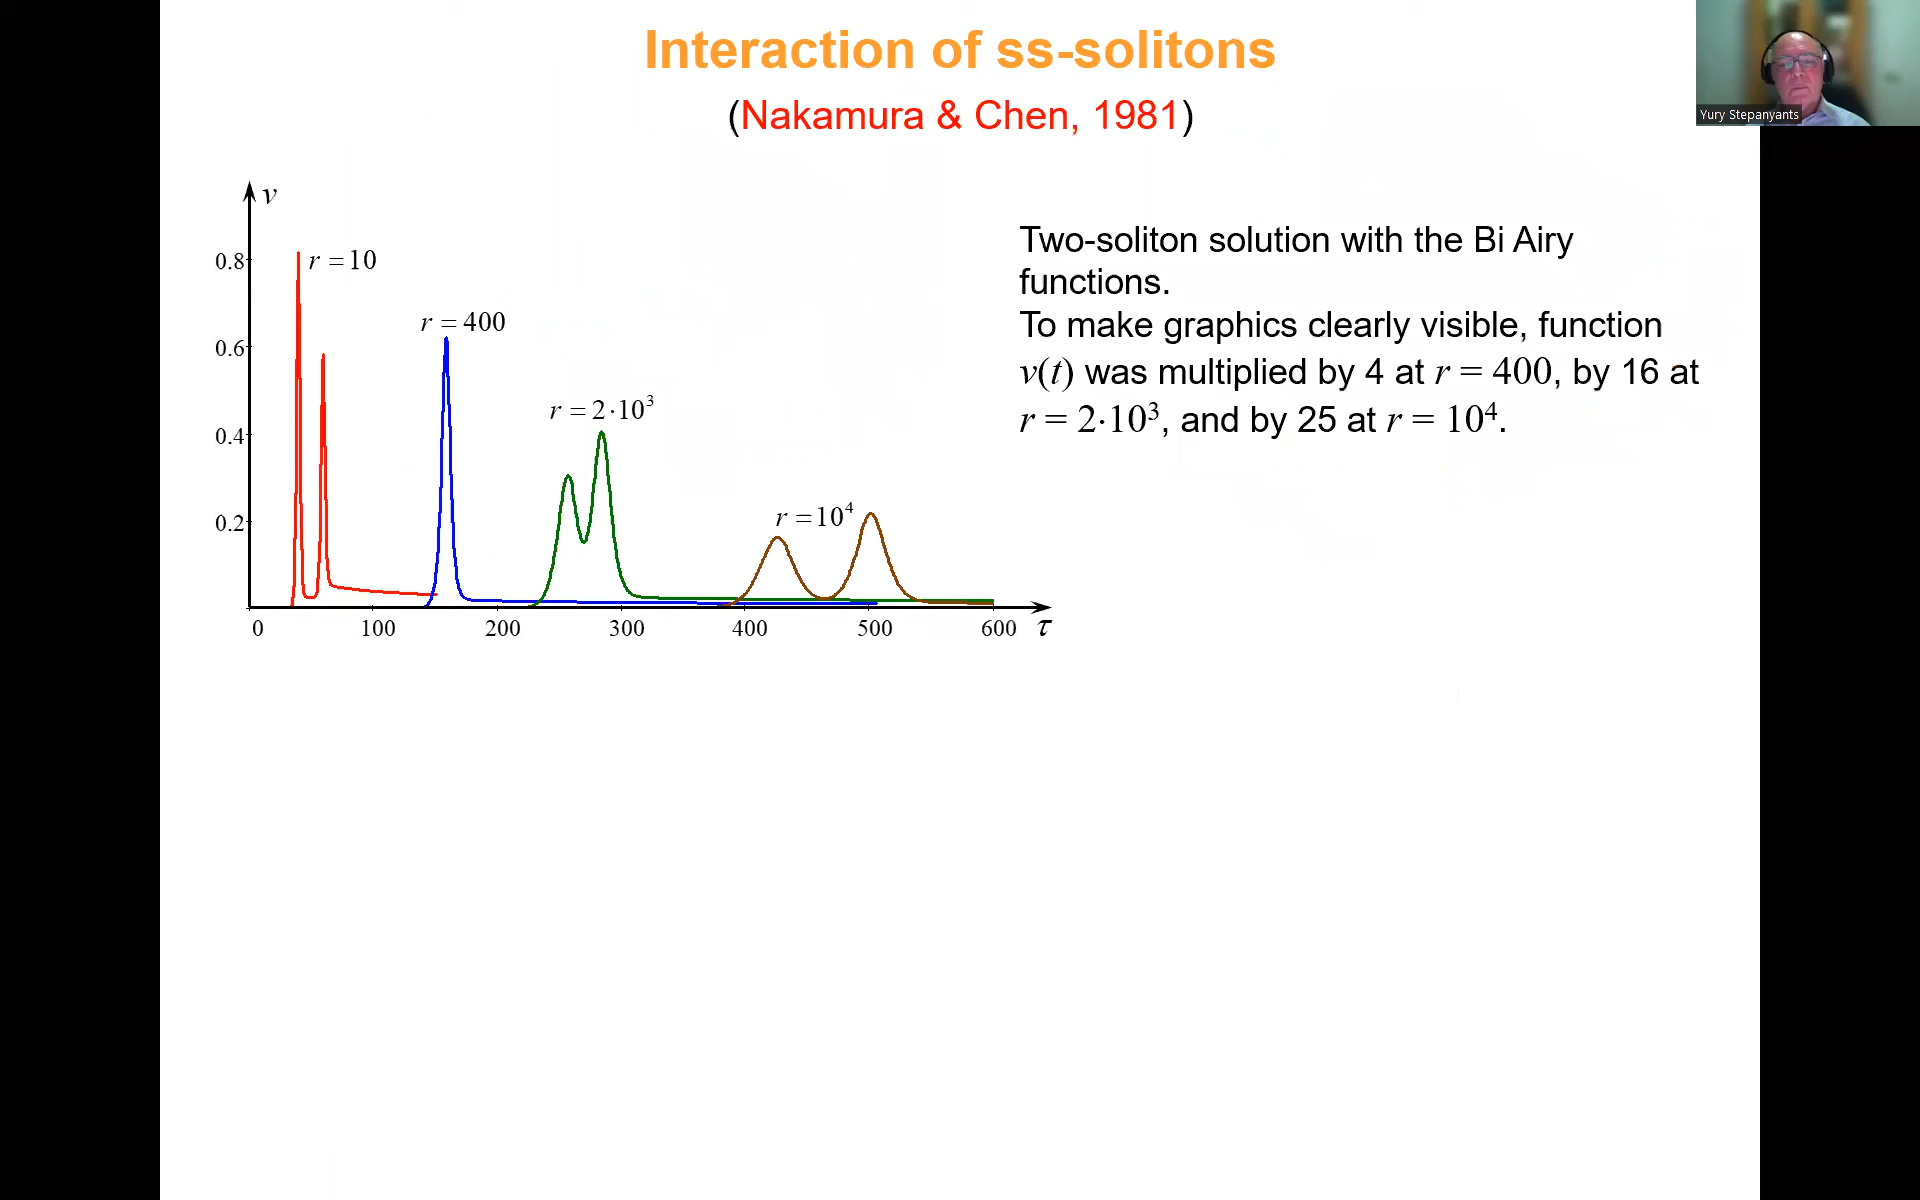 Interaction of ss-solitons
(Nakamura & Chen, 1981)
Yury Stepanyants
v
0.8
r = 10
r = 400
0.6
r = 2·10³
0.4
r = 10⁴
0.2
0 100 200 300 400 500 600 τ
Two-soliton solution with the Bi Airy
functions.
To make graphics clearly visible, function
v(t) was multiplied by 4 at r = 400, by 16 at
r = 2·10³, and by 25 at r = 10⁴.